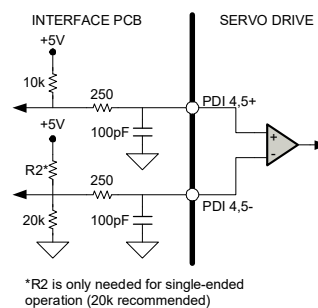 INTERFACE PCB
SERVO DRIVE
+5V
10k
250
PDI 4,5+
+5V
100pF
+
-
R2*
250
PDI 4,5-
20k
100pF
*R2 is only needed for single-ended
operation (20k recommended)